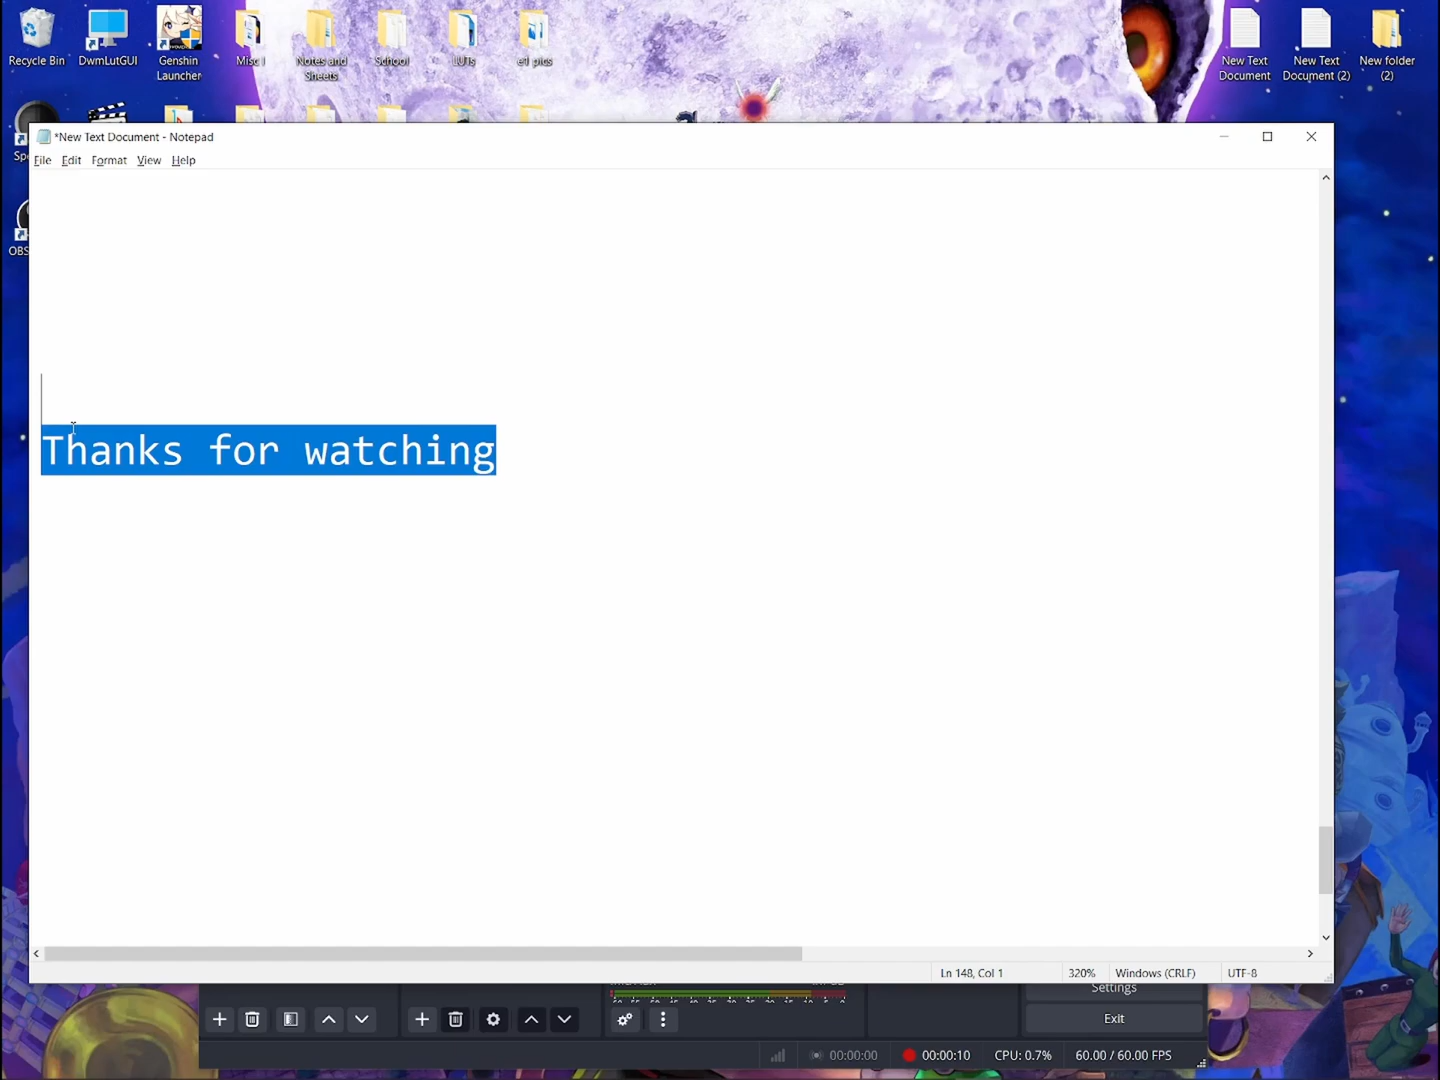 Recycle Bin
DwmLutGUI
Genshin Launcher
Misc I
Notes and Sheets
School
LUTs
e1 pics
New Text Document
New Text Document (2)
New folder (2)
*New Text Document - Notepad
File Edit Format View Help
OBS
Thanks for watching
Ln 148, Col 1 320% Windows (CRLF) UTF-8
Settings
Exit
00:00:00 00:00:10 CPU: 0.7% 60.00 / 60.00 FPS